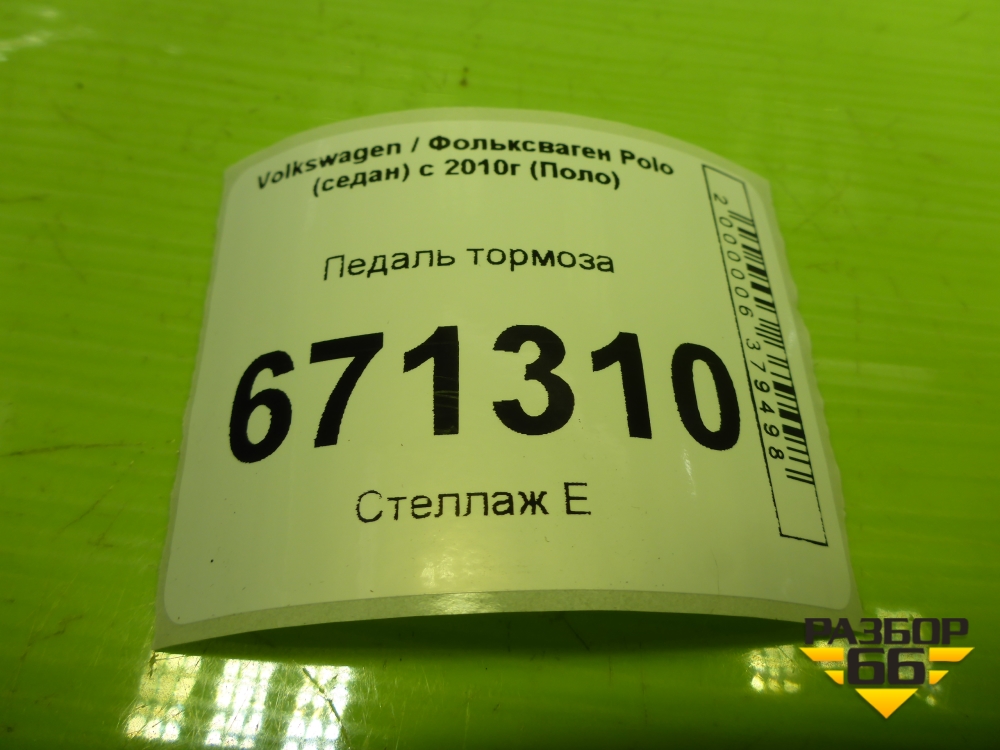 Volkswagen / Фольксваген Polo
(седан) с 2010г (Поло)
Педаль тормоза
671310
Стеллаж Е
2000006379498
РАЗБОР
66